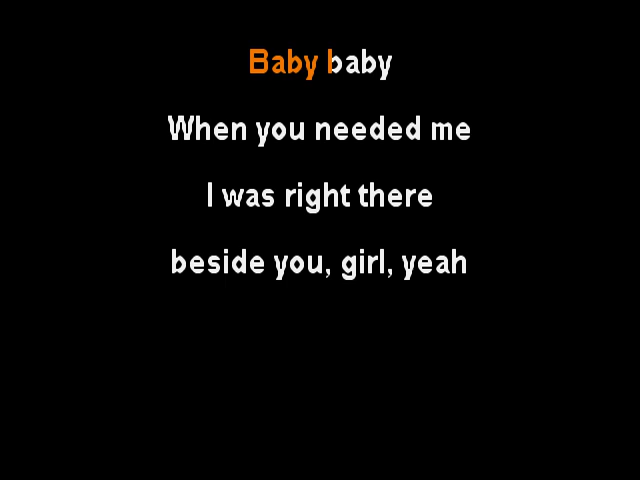 Baby baby
When you needed me
I was right there
beside you, girl, yeah